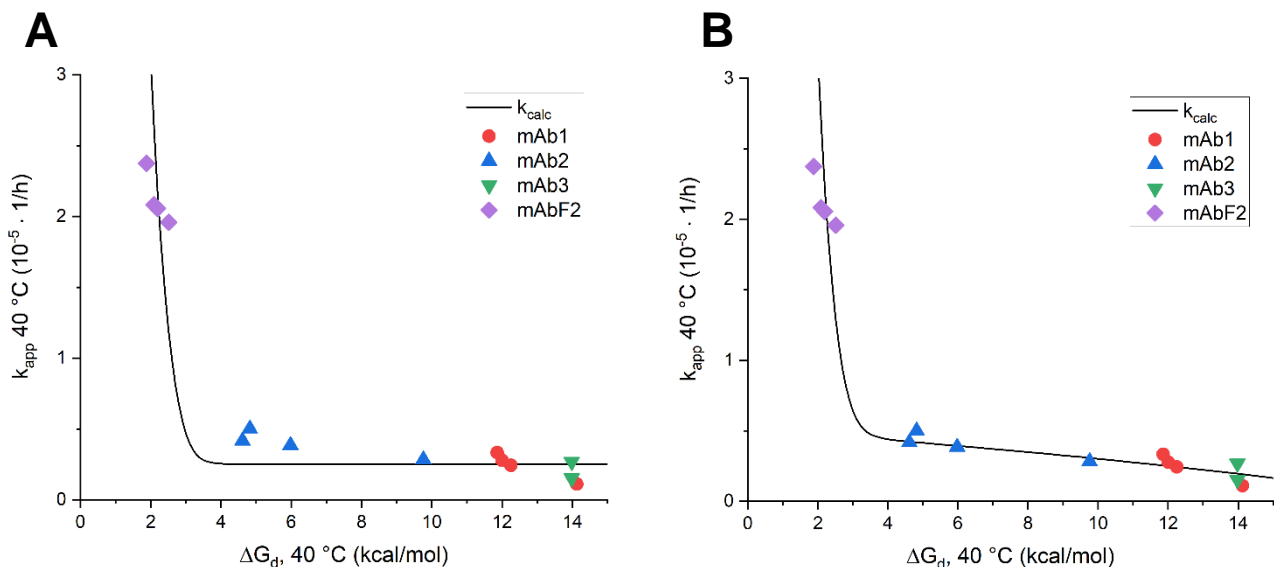 A
3
2
1
0
0 2 4 6 8 10 12 14
k_app 40 °C (10⁻⁵ · 1/h)
ΔG_d, 40 °C (kcal/mol)
k_calc
mAb1
mAb2
mAb3
mAbF2
B
3
2
1
0
0 2 4 6 8 10 12 14
k_app 40 °C (10⁻⁵ · 1/h)
ΔG_d, 40 °C (kcal/mol)
k_calc
mAb1
mAb2
mAb3
mAbF2